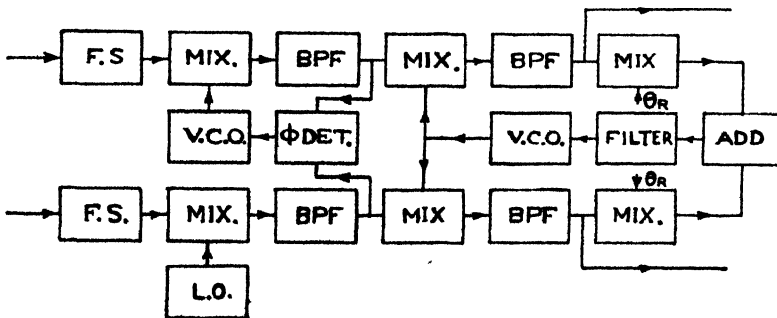 F.S MIX. BPF MIX. BPF MIX
V.C.O. ΦDET. V.C.O. θR FILTER ADD
θR
F.S. MIX. BPF MIX BPF MIX.
L.O.